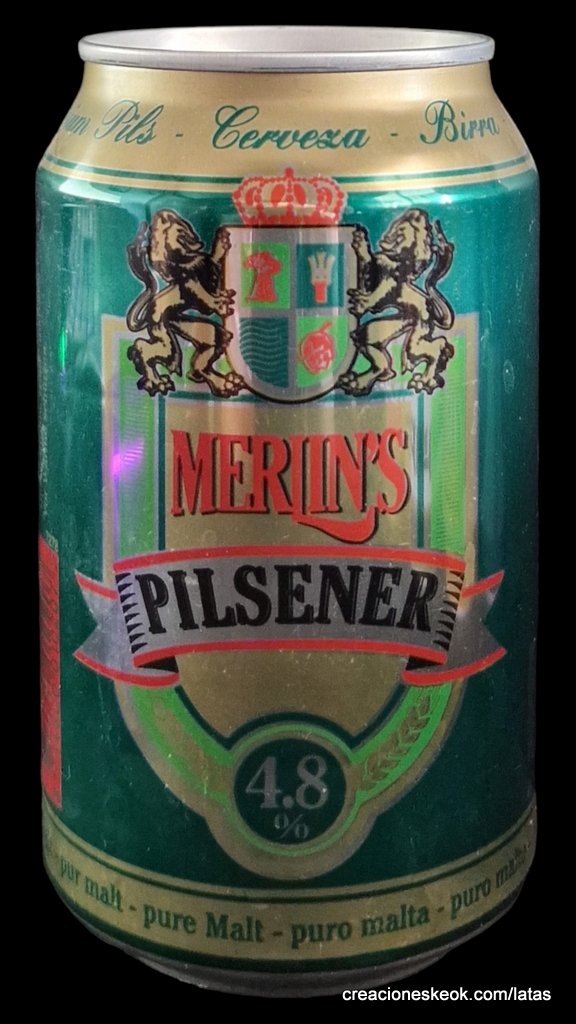 Pils - Cerveza - Birra
MERLIN'S
PILSENER
4.8
%
pur malt - pure Malt - puro malta - puro
creacioneskeok.com/latas